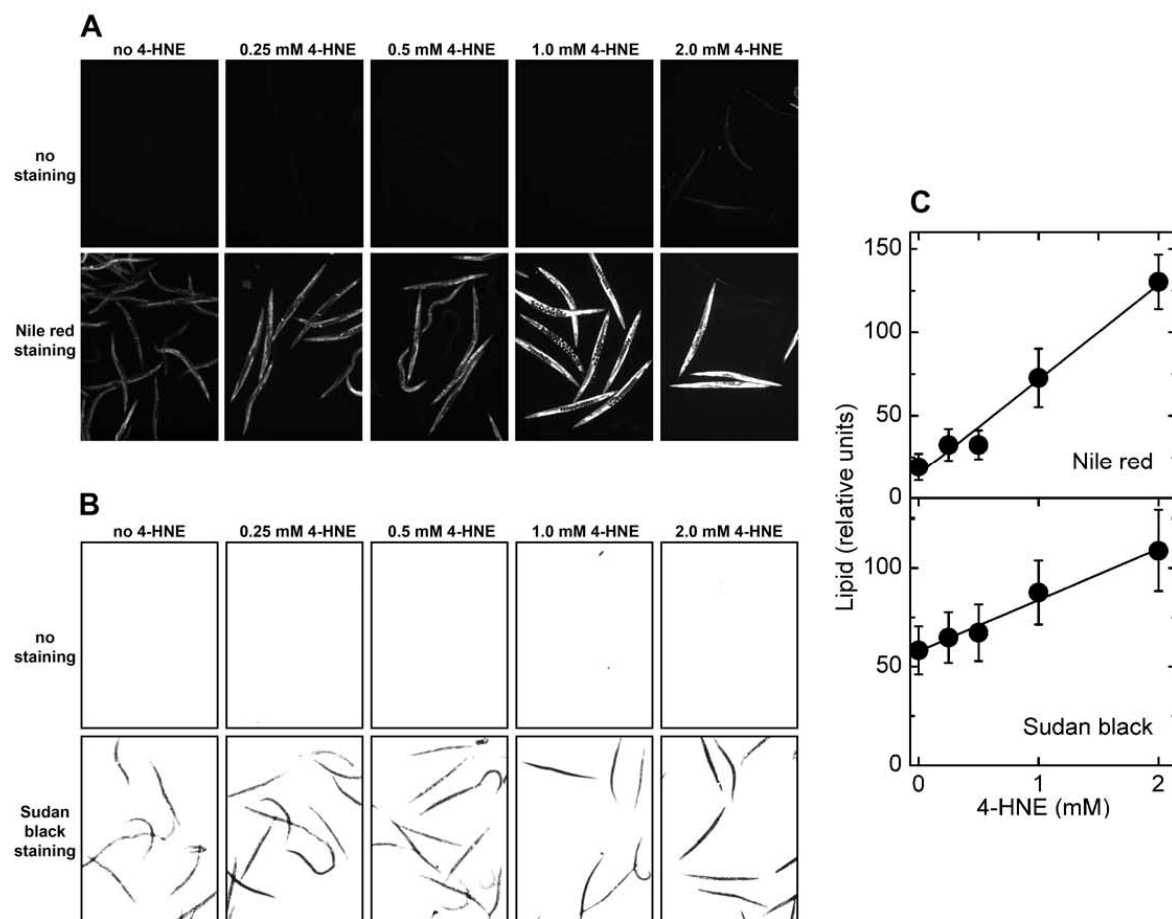 A
no 4-HNE 0.25 mM 4-HNE 0.5 mM 4-HNE 1.0 mM 4-HNE 2.0 mM 4-HNE
no
staining
Nile red
staining
B
no 4-HNE 0.25 mM 4-HNE 0.5 mM 4-HNE 1.0 mM 4-HNE 2.0 mM 4-HNE
no
staining
Sudan
black
staining
C
150
100
50
0
Nile red
Lipid (relative units)
100
50
0
Sudan black
0 1 2
4-HNE (mM)